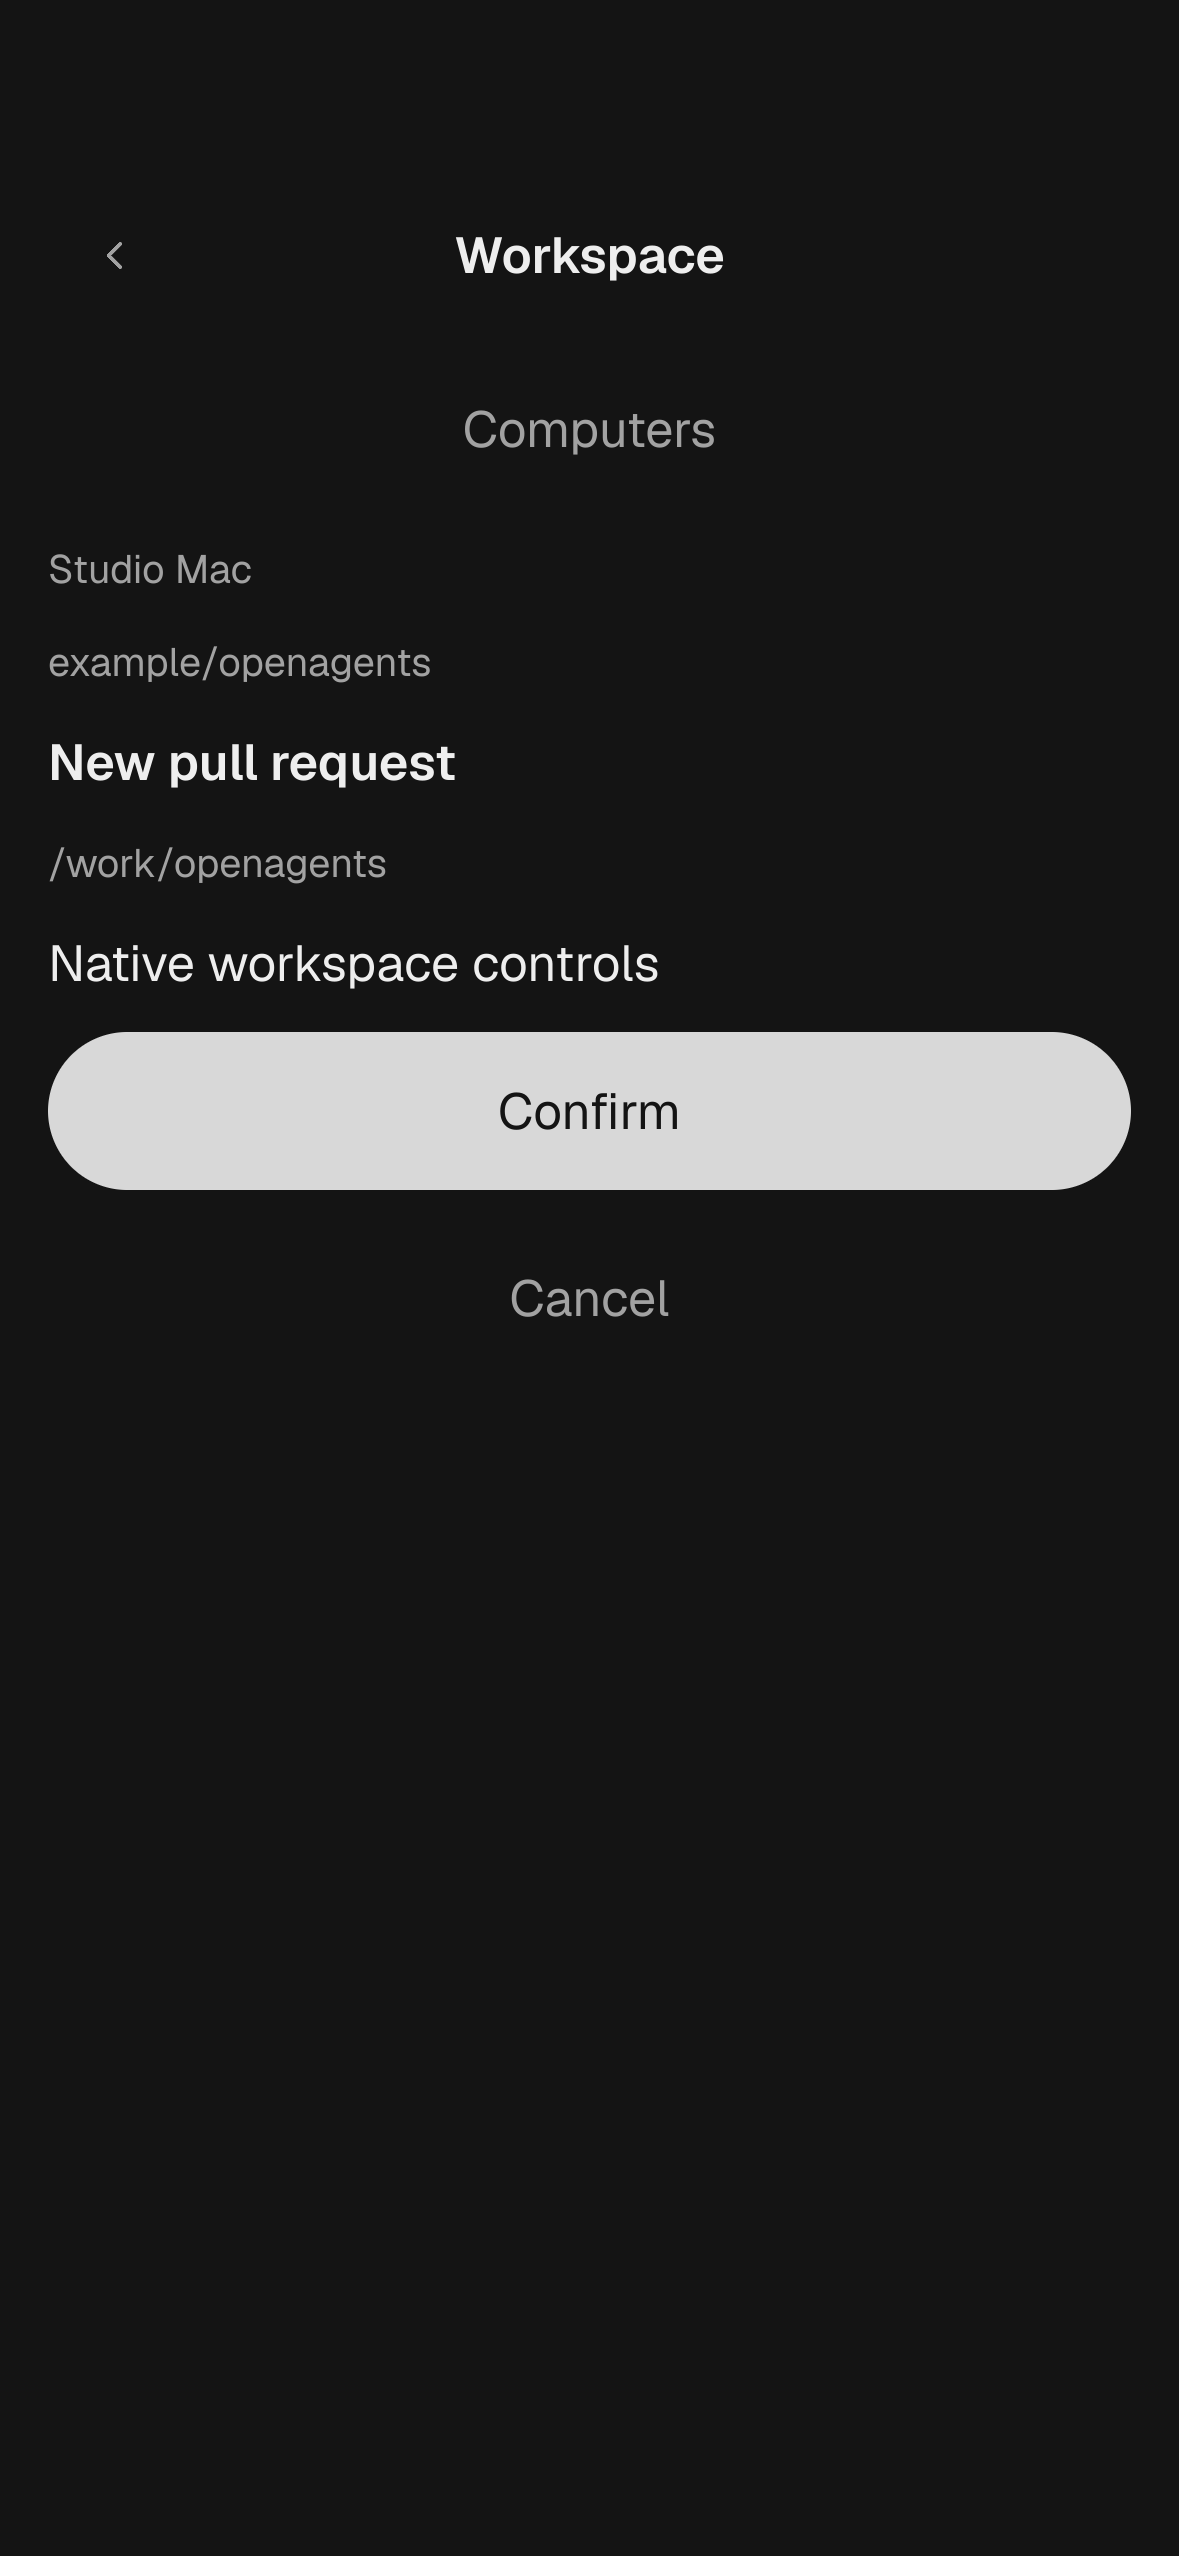 Workspace
Computers
Studio Mac
example/openagents
New pull request
/work/openagents
Native workspace controls
Confirm
Cancel